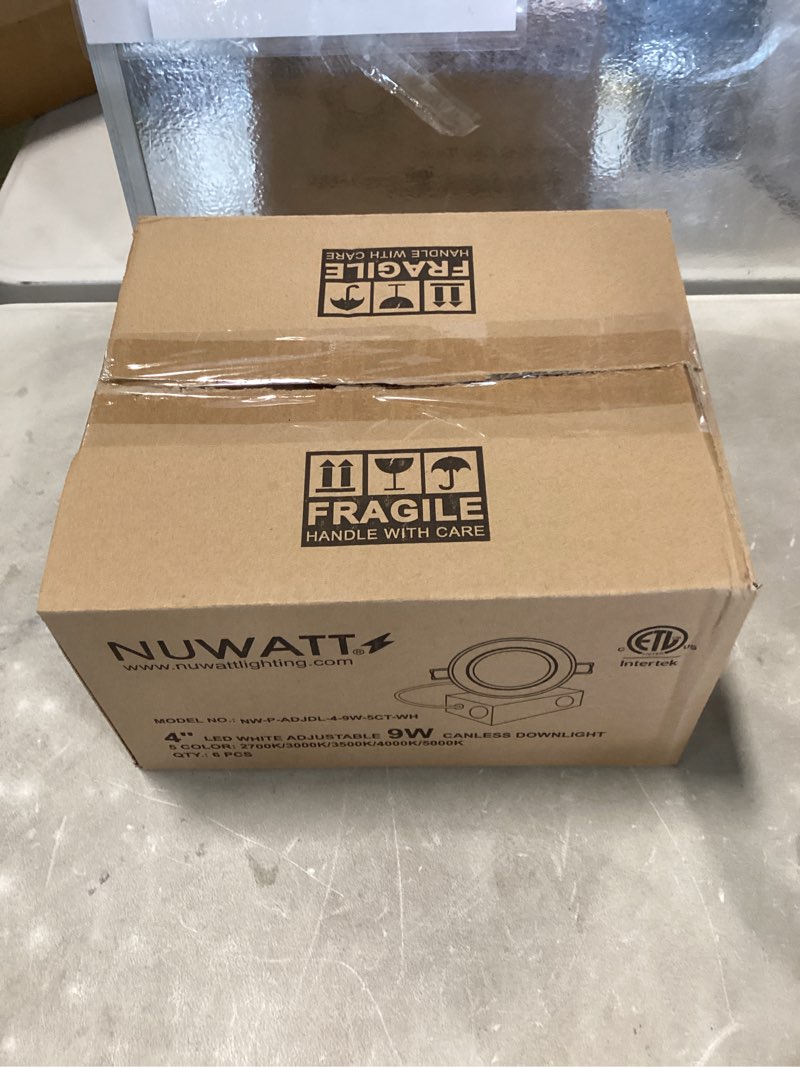 FRAGILE
HANDLE WITH CARE
FRAGILE
HANDLE WITH CARE
NUWATT®
www.nuwattlighting.com
C ETL US
Intertek
MODEL NO.: NW-P-ADJDL-4-9W-5CT-WH
4" LED WHITE ADJUSTABLE 9W CANLESS DOWNLIGHT
5 COLOR: 2700K/3000K/3500K/4000K/5000K
QTY.: 6 PCS